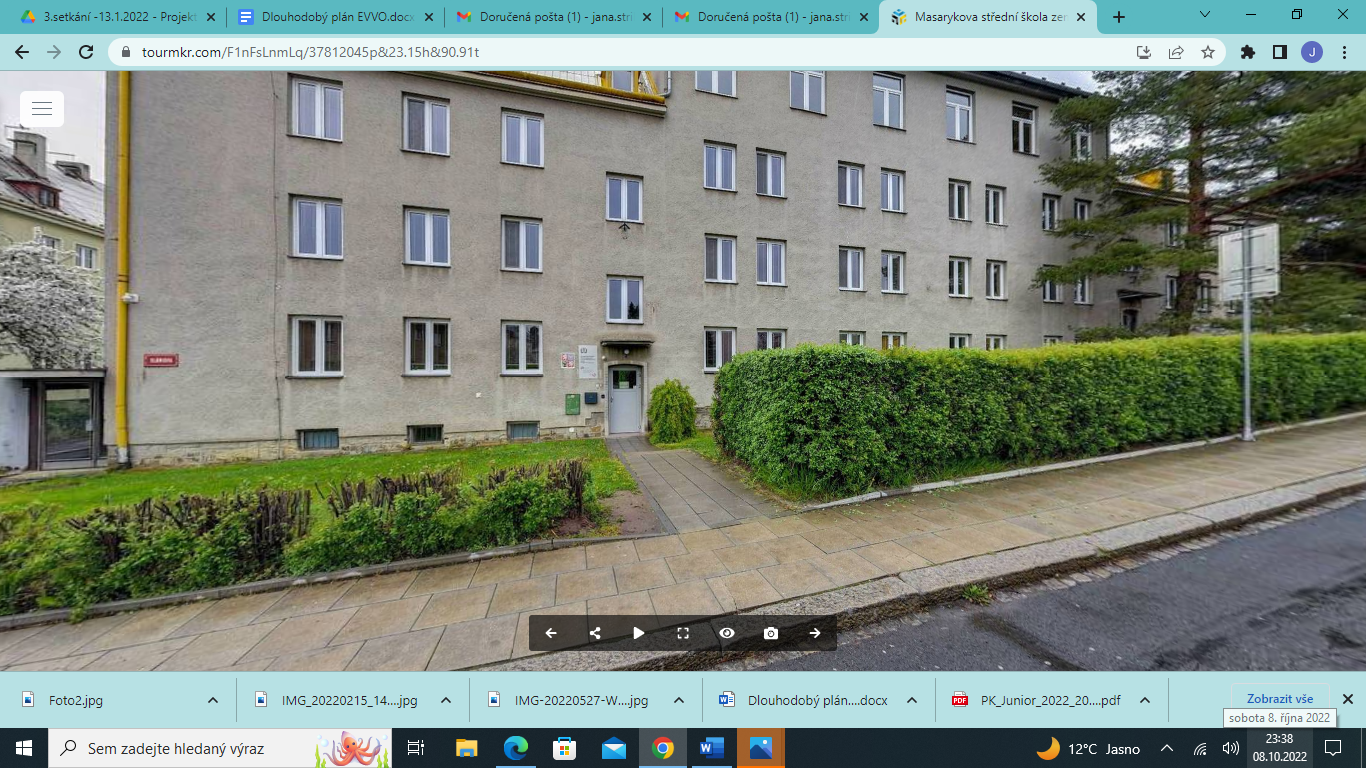 3.setkání -13.1.2022 - Projekt
Dlouhodobý plán EVVO.docx
Doručená pošta (1) - jana.stri
Doručená pošta (1) - jana.stri
Masarykova střední škola zem
tourmkr.com/F1nFsLnmLq/37812045p&23.15h&90.91t
J
Foto2.jpg
IMG_20220215_14....jpg
IMG-20220527-W....jpg
Dlouhodobý plán....docx
PK_Junior_2022_20....pdf
Zobrazit vše
sobota 8. října 2022
Sem zadejte hledaný výraz
12°C Jasno
23:38
08.10.2022